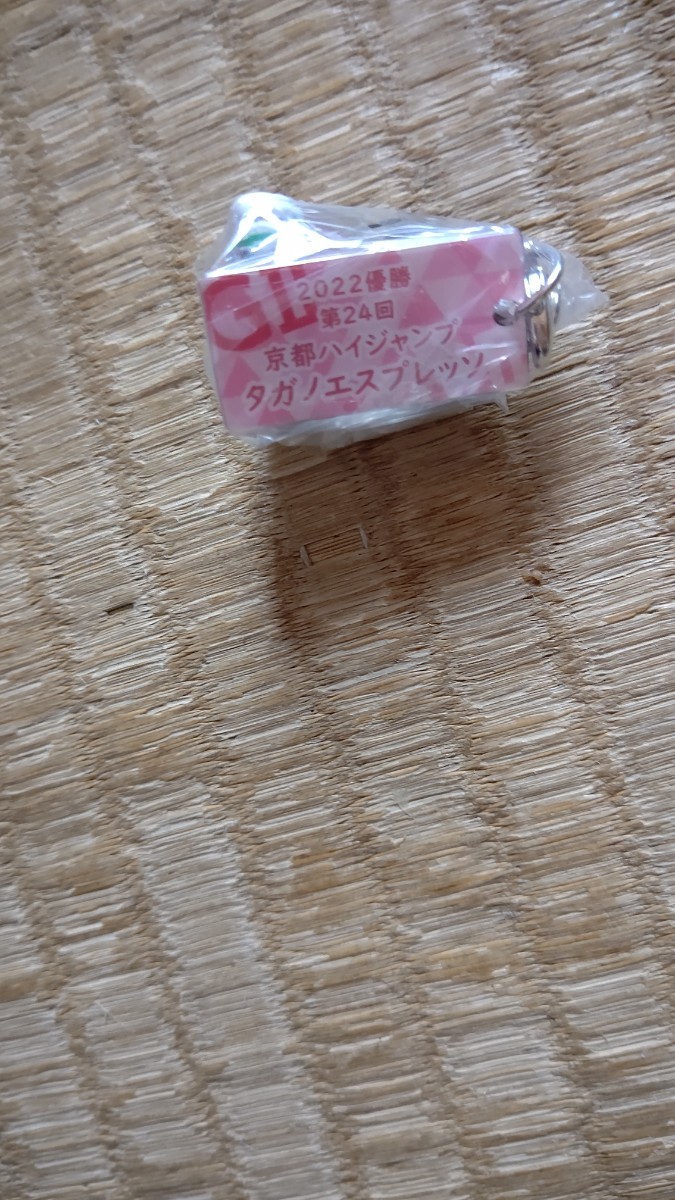 GI
2022優勝
第24回
京都ハイジャンプ
タガノエスプレッソ